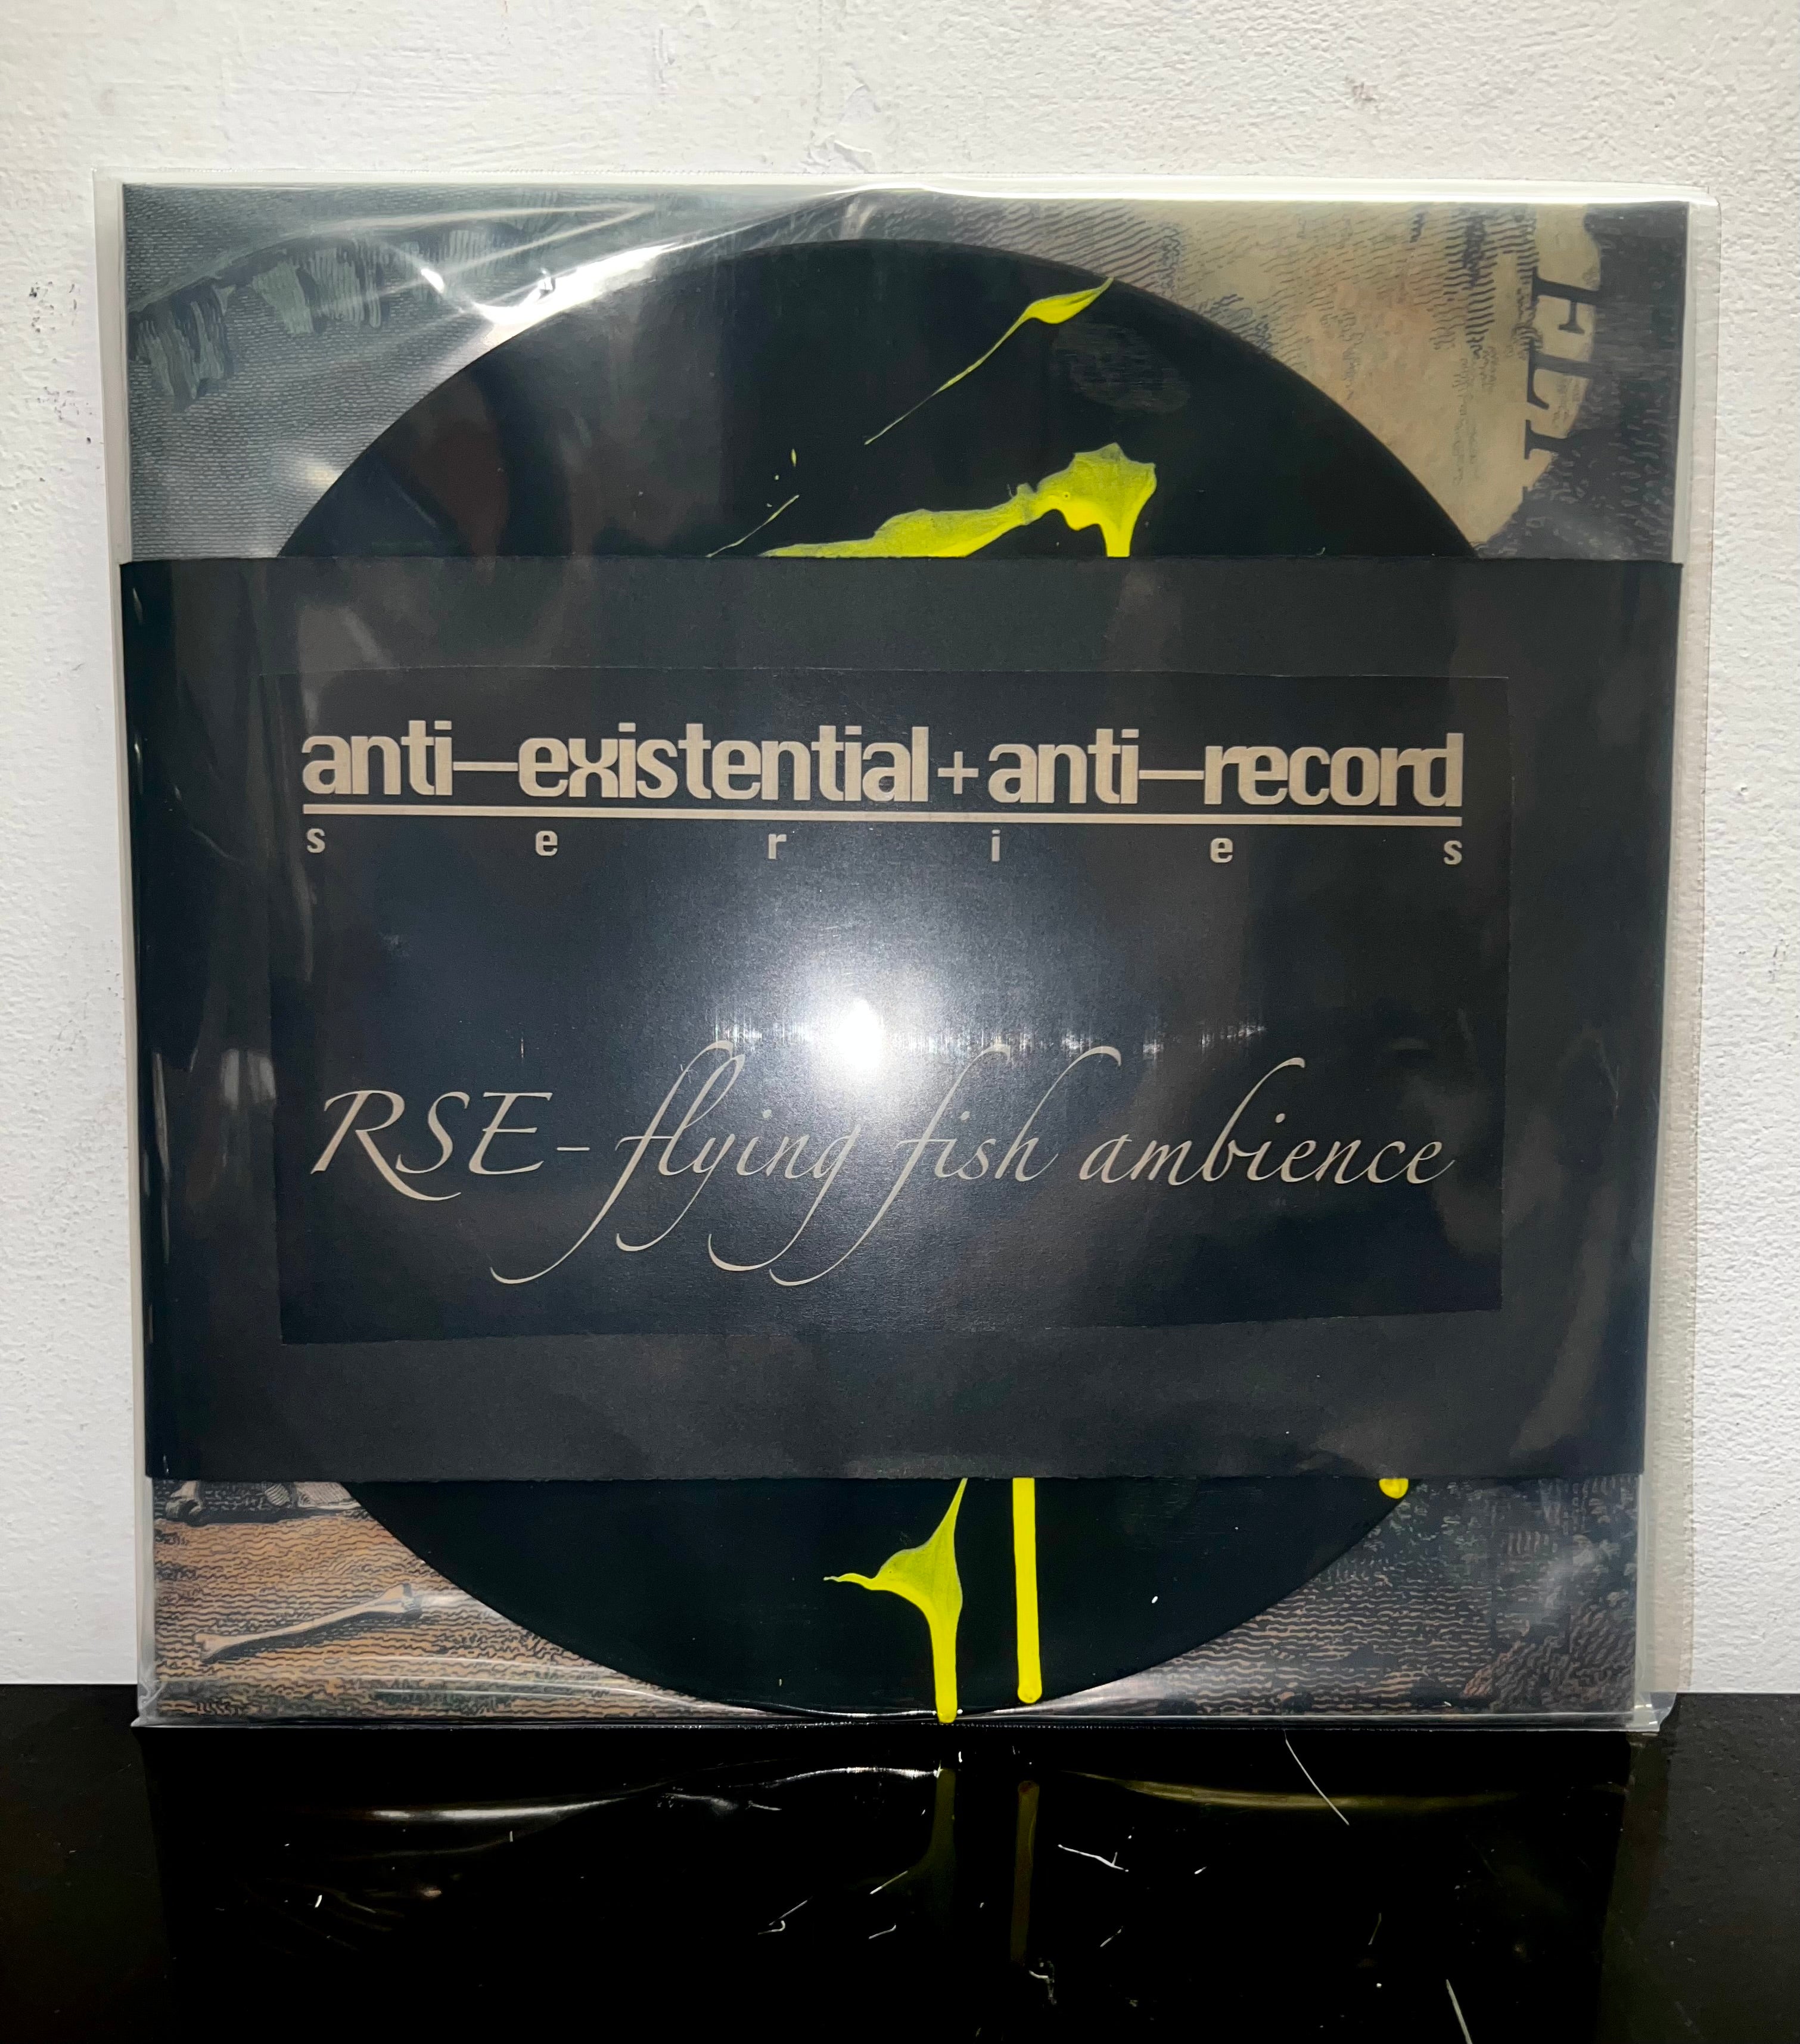 anti-existential+anti-record
series
RSE-flying fish ambience